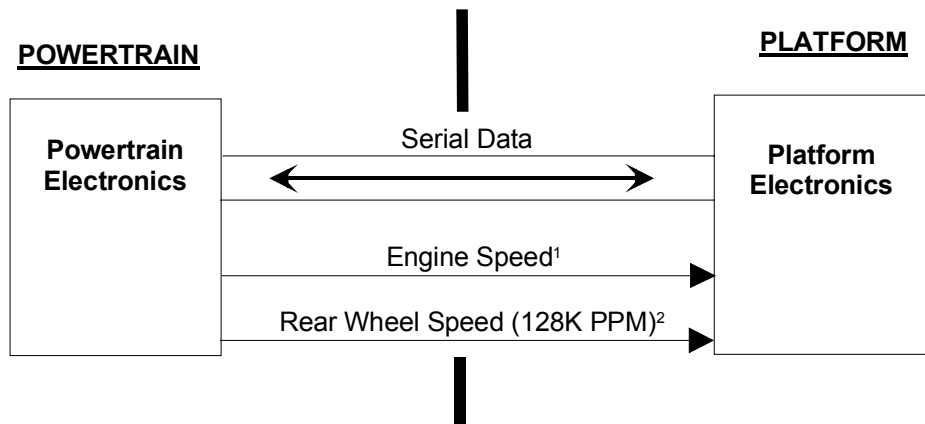 POWERTRAIN
PLATFORM
Powertrain
Electronics
Serial Data
Platform
Electronics
Engine Speed¹
Rear Wheel Speed (128K PPM)²